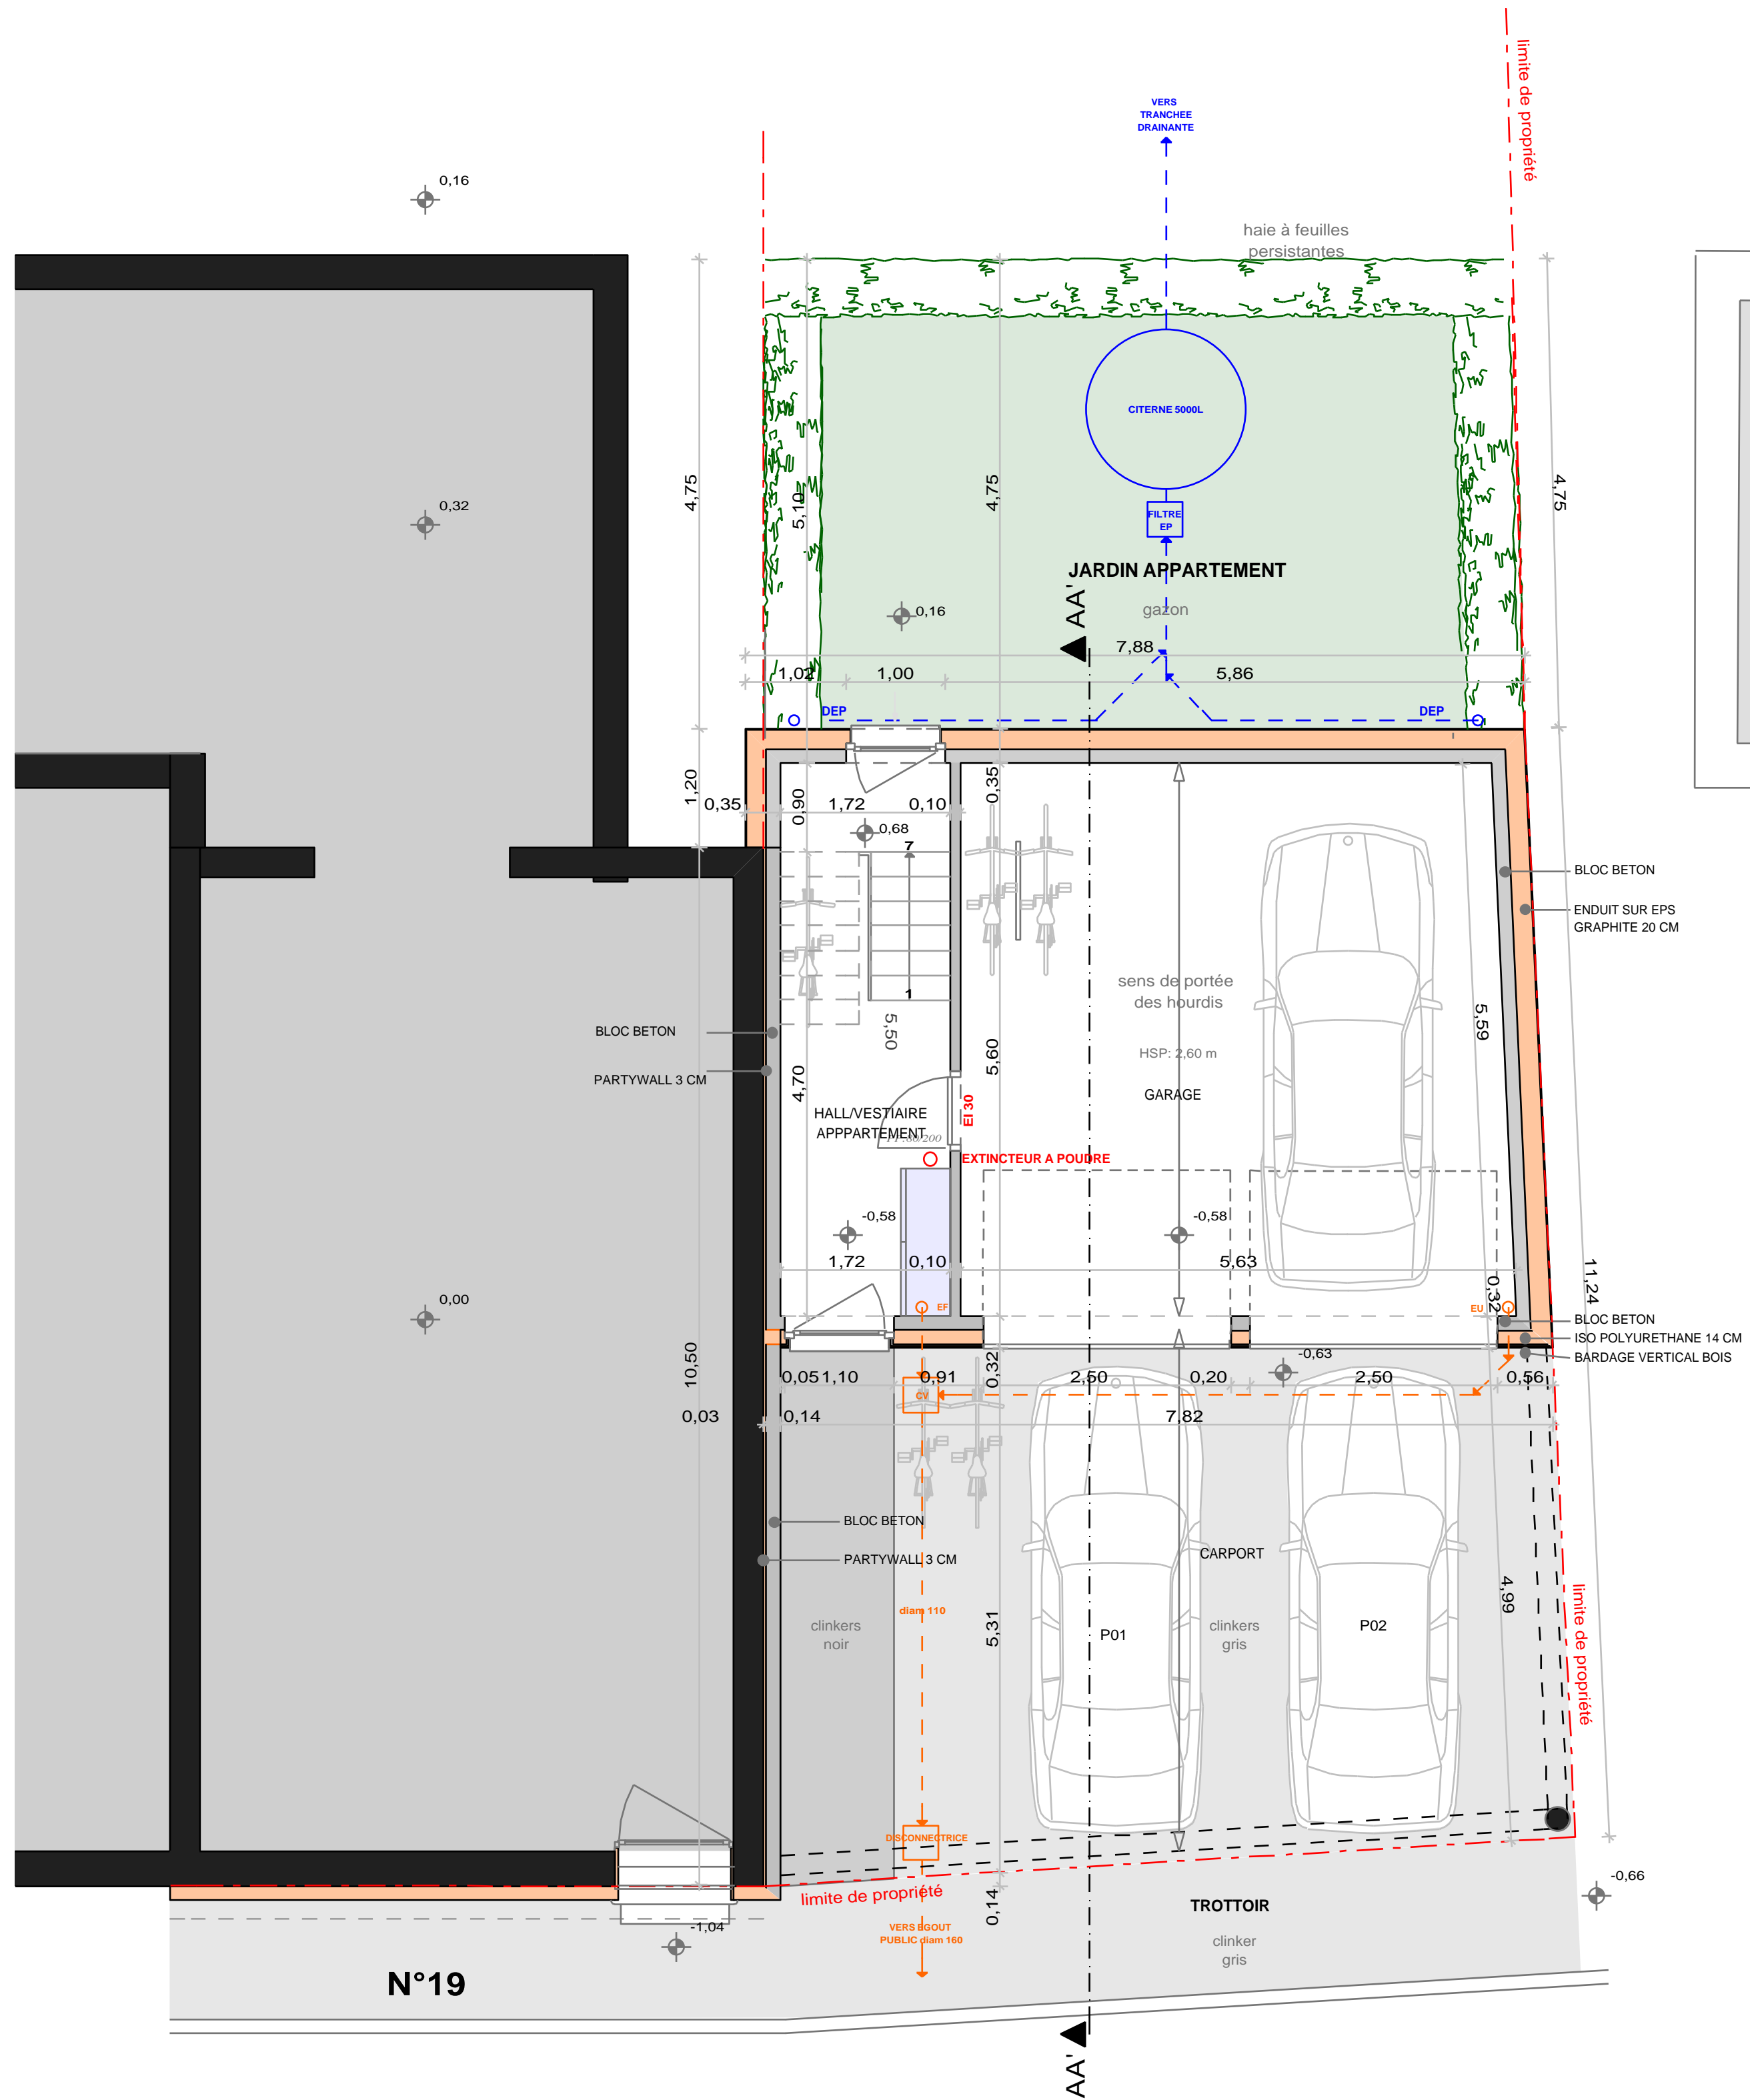 limite de propriété
VERS
TRANCHEE
DRAINANTE
0,16
haie à feuilles
persistantes
CITERNE 5000L
4,75
5,10
4,75
4,75
0,32
FILTRE
EP
JARDIN APPARTEMENT
AA'
gazon
0,16
7,88
1,02
1,00
5,86
DEP
DEP
1,20
0,35
0,90
1,72
0,10
0,35
0,68
7
BLOC BETON
ENDUIT SUR EPS
GRAPHITE 20 CM
sens de portée
des hourdis
1
5,50
5,59
BLOC BETON
HSP: 2,60 m
5,60
PARTYWALL 3 CM
4,70
GARAGE
HALL/VESTIAIRE
APPPARTEMENT
EI 30
EXTINCTEUR A POUDRE
-0,58
-0,58
1,72
0,10
5,63
11,24
0,00
EF
0,32
EU
BLOC BETON
ISO POLYURETHANE 14 CM
BARDAGE VERTICAL BOIS
10,50
-0,63
0,05
1,10
0,91
0,32
2,50
0,20
2,50
0,56
CV
0,03
0,14
7,82
BLOC BETON
PARTYWALL 3 CM
CARPORT
4,99
diam 110
clinkers
noir
5,31
P01
clinkers
gris
P02
limite de propriété
DISCONNECTRICE
limite de propriété
0,14
TROTTOIR
-0,66
-1,04
VERS EGOUT
PUBLIC diam 160
clinker
gris
N°19
AA'